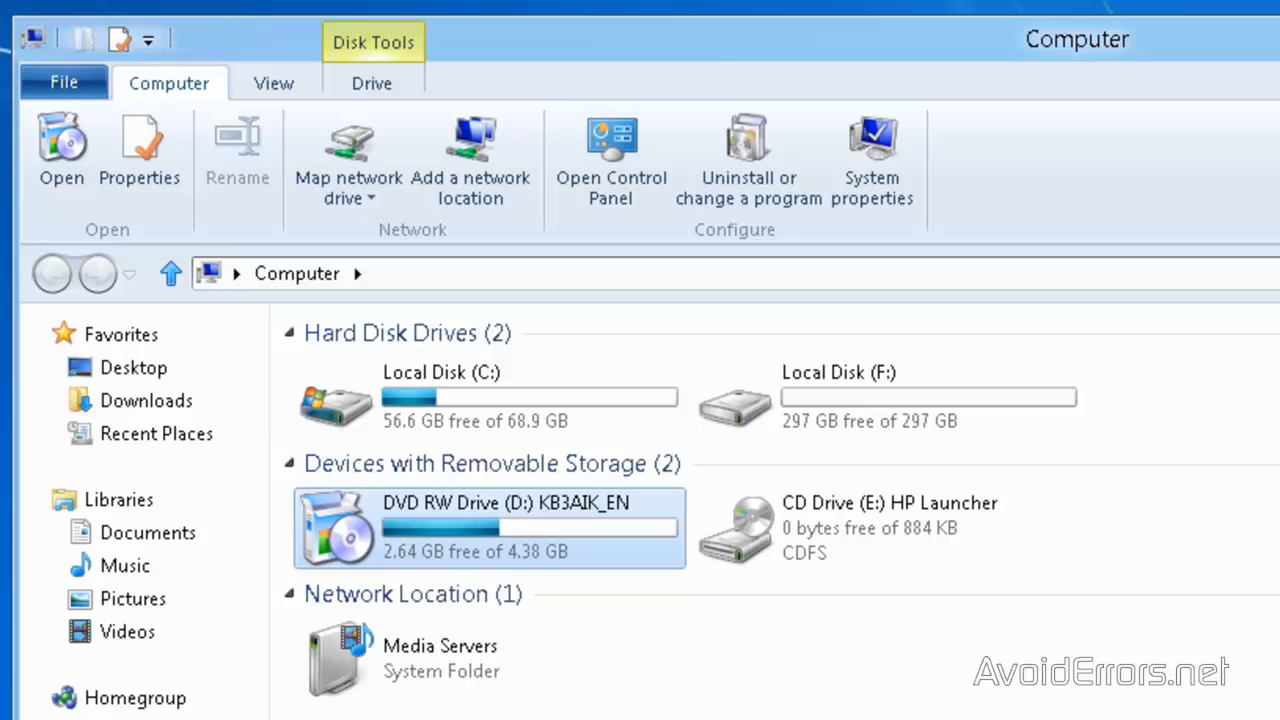 Disk Tools
Computer
File
Computer
View
Drive
Open
Properties
Rename
Map network
drive
Add a network
location
Open Control
Panel
Uninstall or
change a program
System
properties
Open
Network
Configure
Computer
Favorites
Desktop
Downloads
Recent Places
Libraries
Documents
Music
Pictures
Videos
Homegroup
Hard Disk Drives (2)
Local Disk (C:)
56.6 GB free of 68.9 GB
Local Disk (F:)
297 GB free of 297 GB
Devices with Removable Storage (2)
DVD RW Drive (D:) KB3AIK_EN
2.64 GB free of 4.38 GB
CD Drive (E:) HP Launcher
0 bytes free of 884 KB
CDFS
Network Location (1)
Media Servers
System Folder
AvoidErrors.net